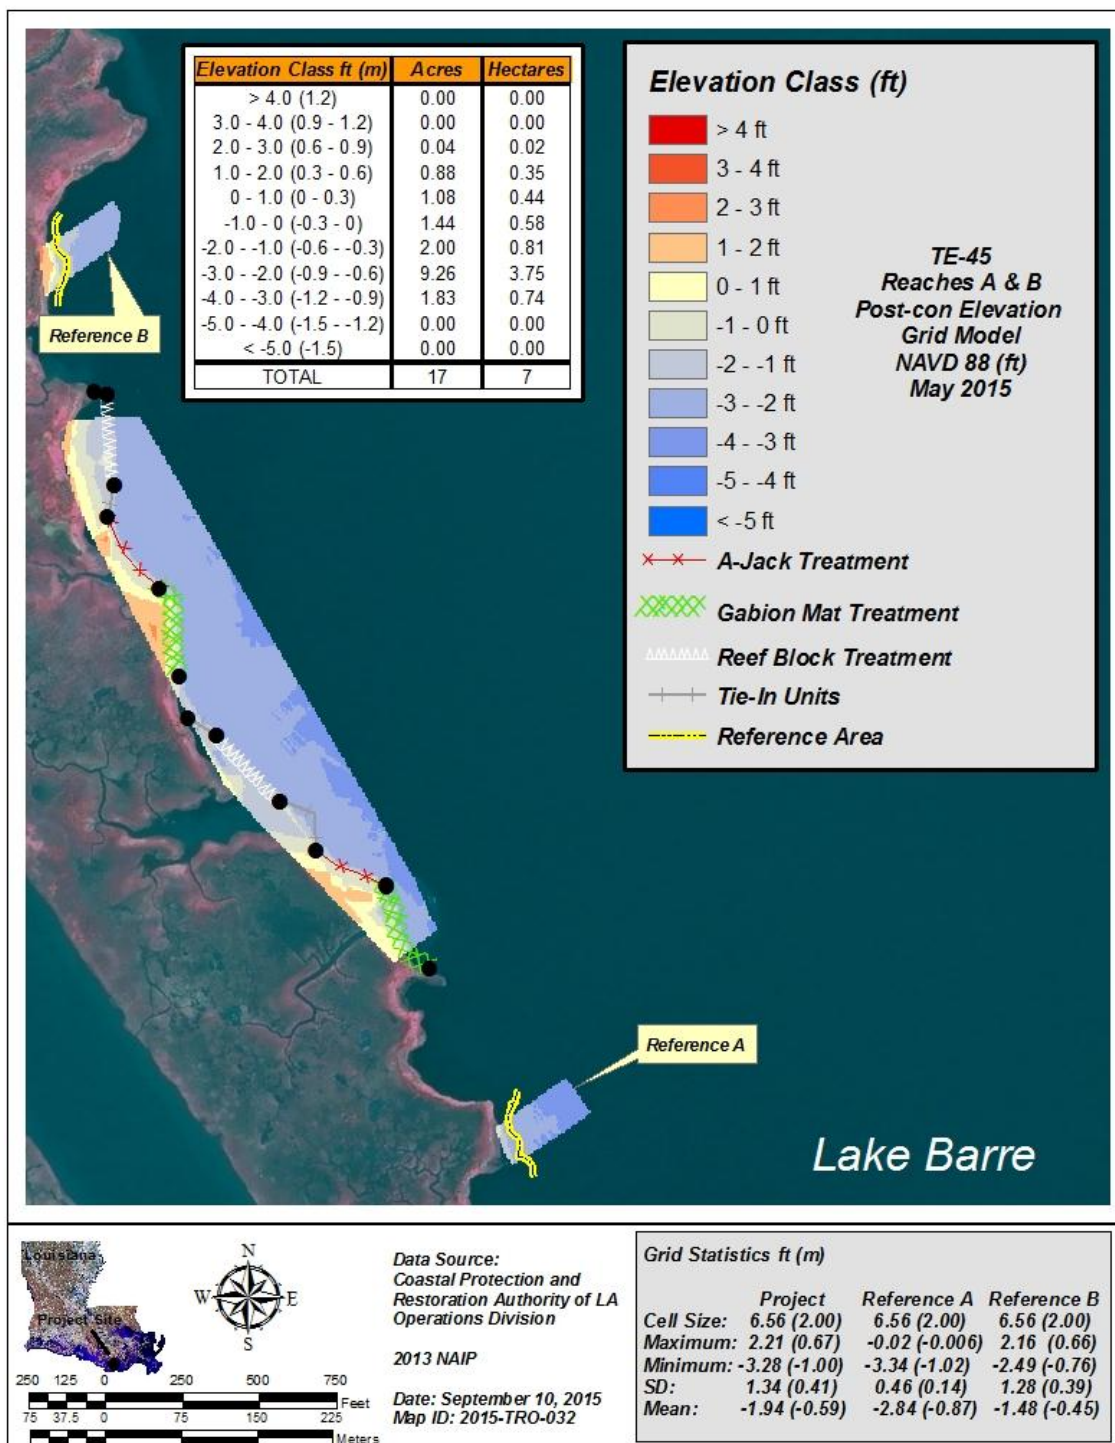 Elevation Class ft (m) Acres Hectares
> 4.0 (1.2) 0.00 0.00
3.0 - 4.0 (0.9 - 1.2) 0.00 0.00
2.0 - 3.0 (0.6 - 0.9) 0.04 0.02
1.0 - 2.0 (0.3 - 0.6) 0.88 0.35
0 - 1.0 (0 - 0.3) 1.08 0.44
-1.0 - 0 (-0.3 - 0) 1.44 0.58
-2.0 - -1.0 (-0.6 - -0.3) 2.00 0.81
-3.0 - -2.0 (-0.9 - -0.6) 9.26 3.75
-4.0 - -3.0 (-1.2 - -0.9) 1.83 0.74
-5.0 - -4.0 (-1.5 - -1.2) 0.00 0.00
< -5.0 (-1.5) 0.00 0.00
TOTAL 17 7
Elevation Class (ft)
> 4 ft
3 - 4 ft
2 - 3 ft
1 - 2 ft
0 - 1 ft
-1 - 0 ft
-2 - -1 ft
-3 - -2 ft
-4 - -3 ft
-5 - -4 ft
< -5 ft
A-Jack Treatment
Gabion Mat Treatment
Reef Block Treatment
Tie-In Units
Reference Area
TE-45
Reaches A & B
Post-con Elevation
Grid Model
NAVD 88 (ft)
May 2015
Reference B
Reference A
Lake Barre
Louisiana
Project Site
N
W E
S
250 125 0 250 500 750
Feet
75 37.5 0 75 150 225
Meters
Data Source:
Coastal Protection and
Restoration Authority of LA
Operations Division
2013 NAIP
Date: September 10, 2015
Map ID: 2015-TRO-032
Grid Statistics ft (m)
Project Reference A Reference B
Cell Size: 6.56 (2.00) 6.56 (2.00) 6.56 (2.00)
Maximum: 2.21 (0.67) -0.02 (-0.006) 2.16 (0.66)
Minimum: -3.28 (-1.00) -3.34 (-1.02) -2.49 (-0.76)
SD: 1.34 (0.41) 0.46 (0.14) 1.28 (0.39)
Mean: -1.94 (-0.59) -2.84 (-0.87) -1.48 (-0.45)